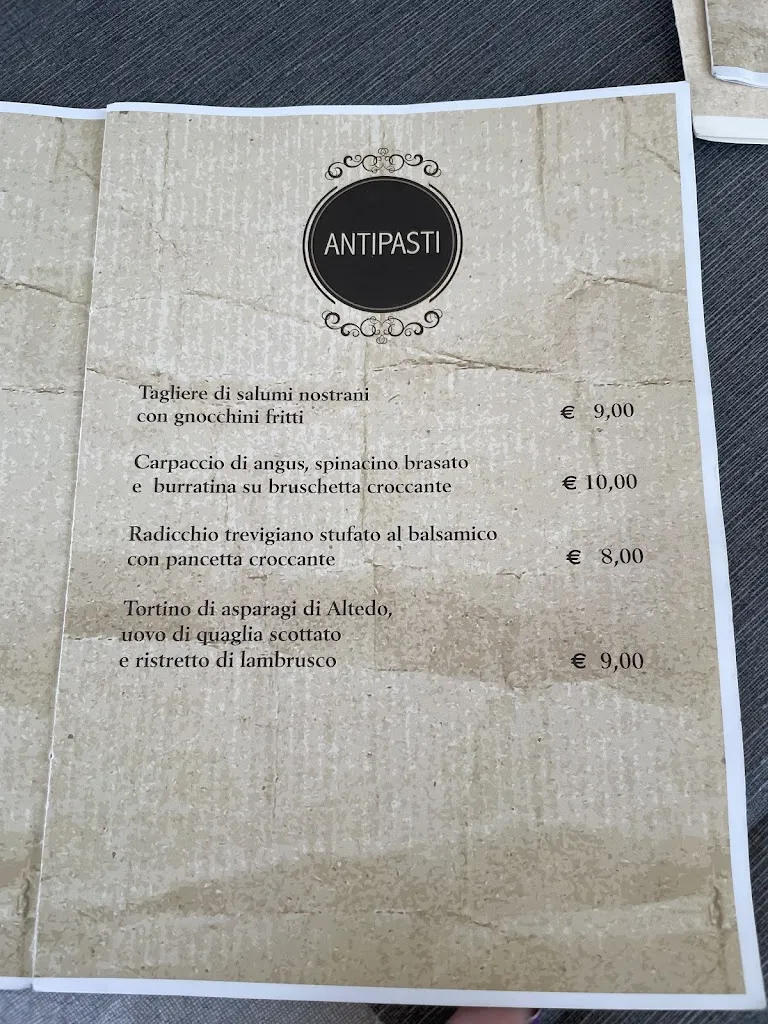 ANTIPASTI
Tagliere di salumi nostrani
con gnocchini fritti € 9,00
Carpaccio di angus, spinacino brasato
e burratina su bruschetta croccante € 10,00
Radicchio trevigiano stufato al balsamico
con pancetta croccante € 8,00
Tortino di asparagi di Altedo,
uovo di quaglia scottato
e ristretto di lambrusco € 9,00